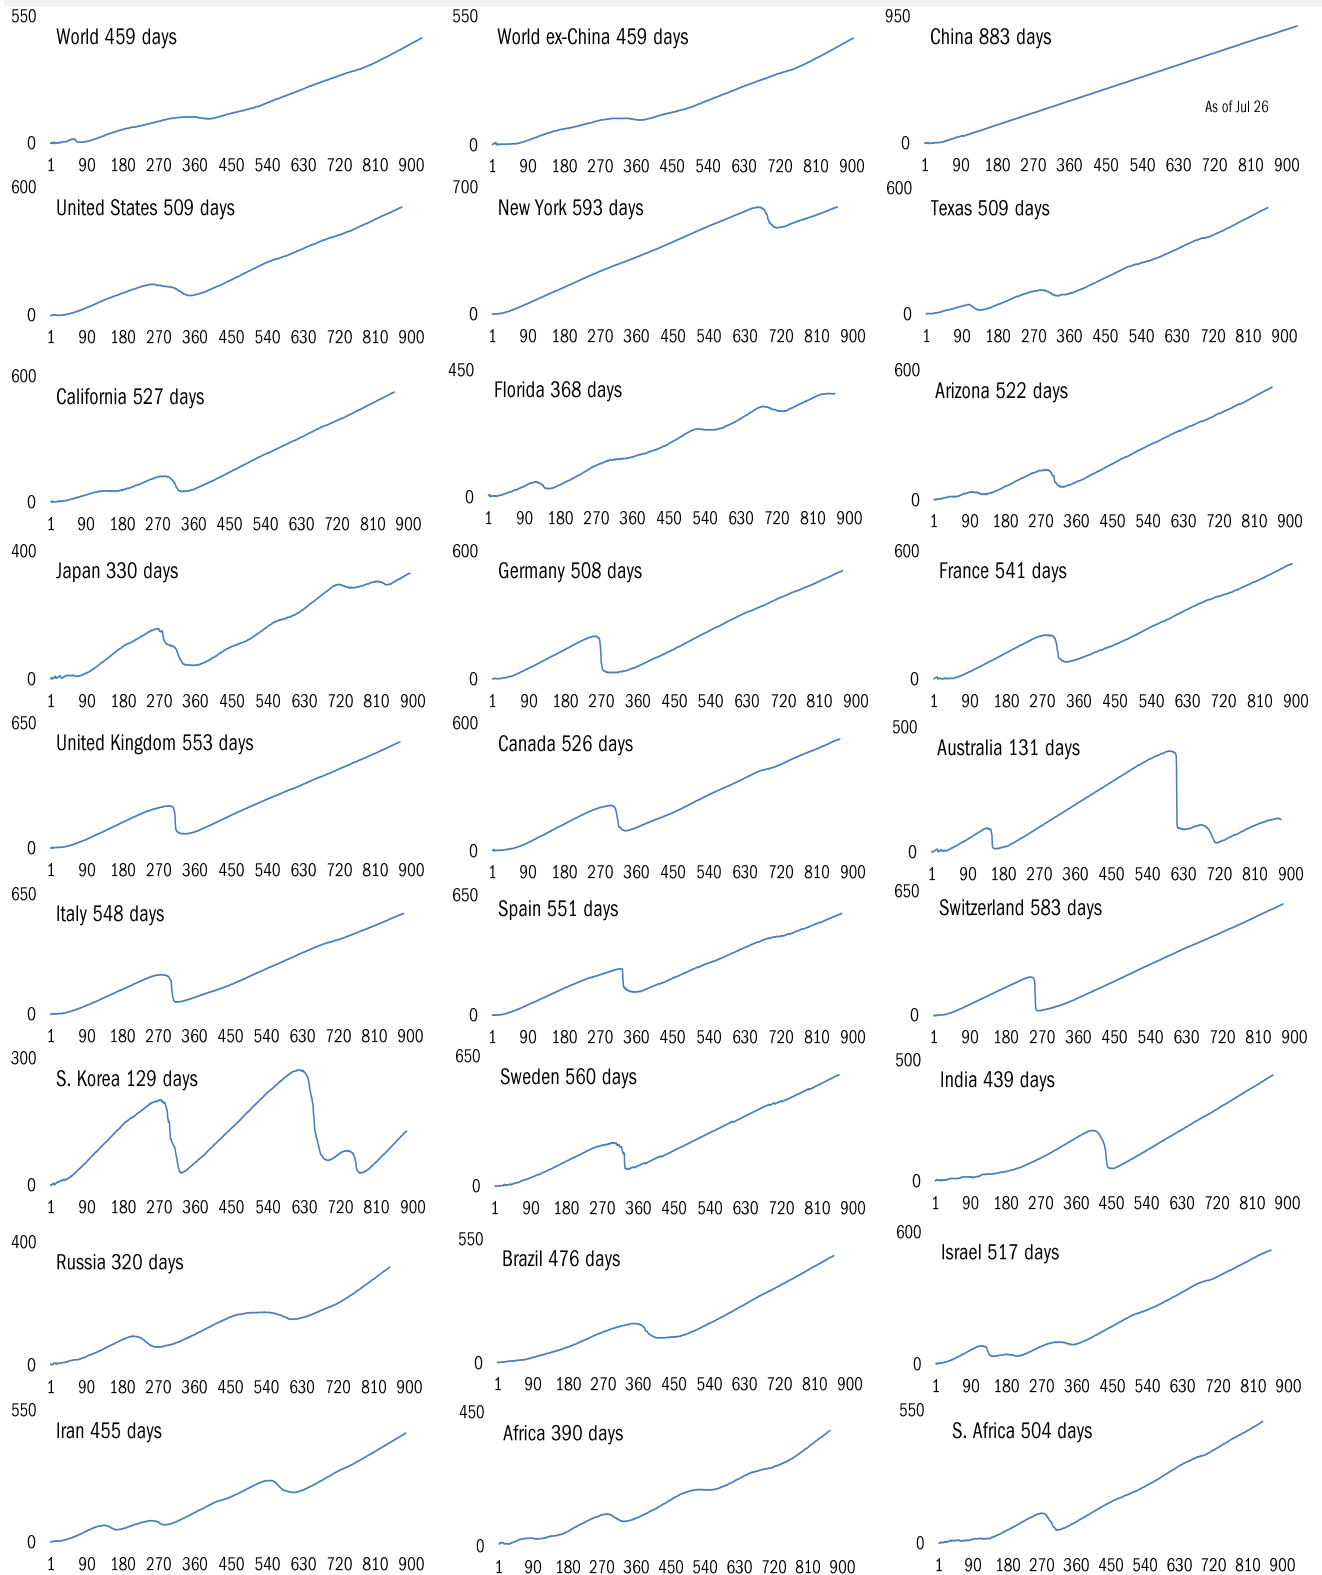 550 550 950
World 459 days World ex-China 459 days China 883 days
As of Jul 26
0 0 0
1 90 180 270 360 450 540 630 720 810 900 1 90 180 270 360 450 540 630 720 810 900 1 90 180 270 360 450 540 630 720 810 900
600 700 600
United States 509 days New York 593 days Texas 509 days
0 0 0
1 90 180 270 360 450 540 630 720 810 900 1 90 180 270 360 450 540 630 720 810 900 1 90 180 270 360 450 540 630 720 810 900
600 450 600
California 527 days Florida 368 days Arizona 522 days
0 0 0
1 90 180 270 360 450 540 630 720 810 900 1 90 180 270 360 450 540 630 720 810 900 1 90 180 270 360 450 540 630 720 810 900
400 600 600
Japan 330 days Germany 508 days France 541 days
0 0 0
1 90 180 270 360 450 540 630 720 810 900 1 90 180 270 360 450 540 630 720 810 900 1 90 180 270 360 450 540 630 720 810 900
650 600 500
United Kingdom 553 days Canada 526 days Australia 131 days
0 0 0
1 90 180 270 360 450 540 630 720 810 900 1 90 180 270 360 450 540 630 720 810 900 1 90 180 270 360 450 540 630 720 810 900
650 650 650
Italy 548 days Spain 551 days Switzerland 583 days
0 0 0
1 90 180 270 360 450 540 630 720 810 900 1 90 180 270 360 450 540 630 720 810 900 1 90 180 270 360 450 540 630 720 810 900
300 650 500
S. Korea 129 days Sweden 560 days India 439 days
0 0 0
1 90 180 270 360 450 540 630 720 810 900 1 90 180 270 360 450 540 630 720 810 900 1 90 180 270 360 450 540 630 720 810 900
400 550 600
Russia 320 days Brazil 476 days Israel 517 days
0 0 0
1 90 180 270 360 450 540 630 720 810 900 1 90 180 270 360 450 540 630 720 810 900 1 90 180 270 360 450 540 630 720 810 900
550 450 550
Iran 455 days Africa 390 days S. Africa 504 days
0 0 0
1 90 180 270 360 450 540 630 720 810 900 1 90 180 270 360 450 540 630 720 810 900 1 90 180 270 360 450 540 630 720 810 900